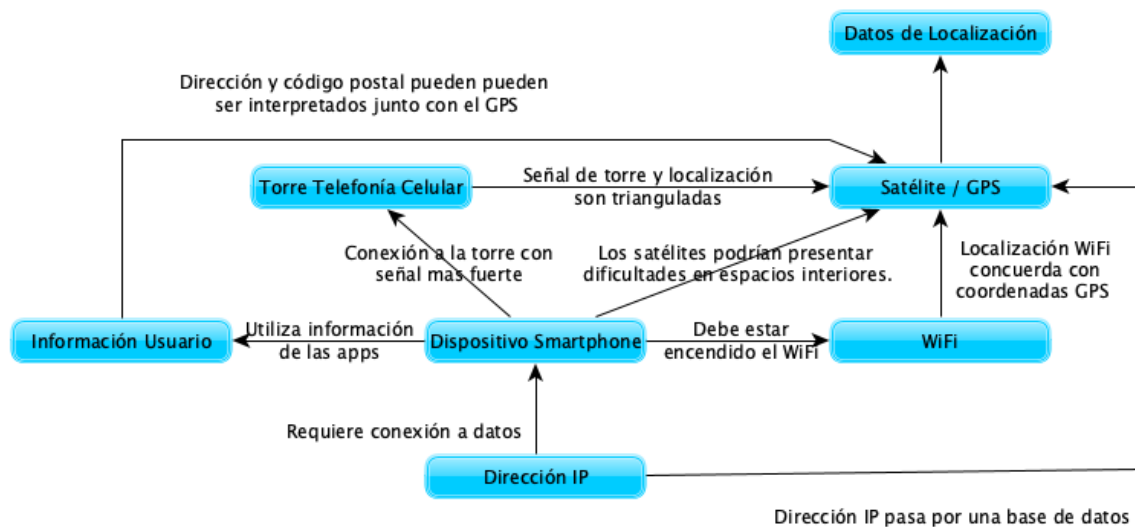 Datos de Localización
Dirección y código postal pueden pueden
ser interpretados junto con el GPS
Torre Telefonía Celular
Señal de torre y localización
son trianguladas
Satélite / GPS
Conexión a la torre con
señal mas fuerte
Los satélites podrían presentar
dificultades en espacios interiores.
Localización WiFi
concuerda con
coordenadas GPS
Información Usuario
Utiliza información
de las apps
Dispositivo Smartphone
Debe estar
encendido el WiFi
WiFi
Requiere conexión a datos
Dirección IP
Dirección IP pasa por una base de datos